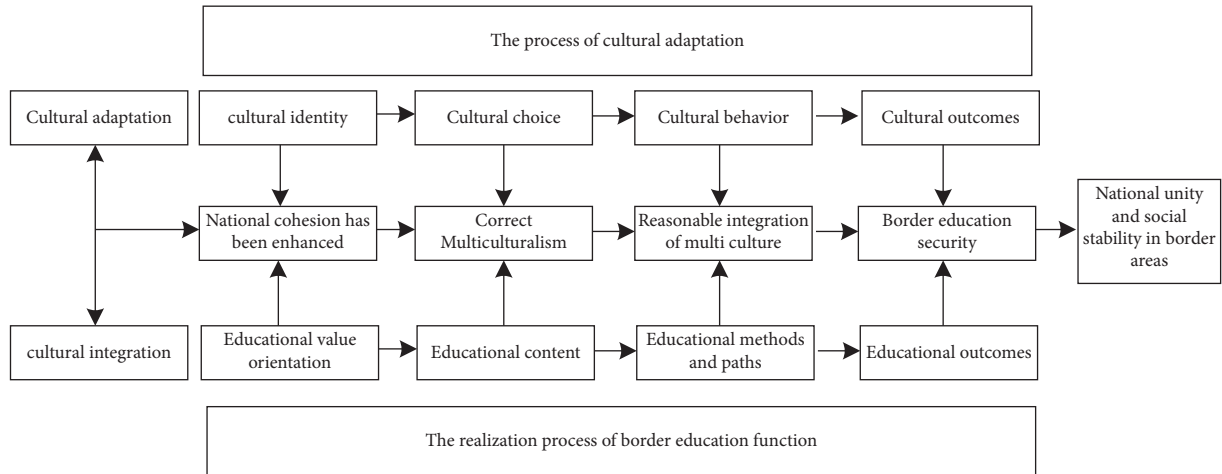 The process of cultural adaptation
Cultural adaptation
cultural identity
Cultural choice
Cultural behavior
Cultural outcomes
National cohesion has
been enhanced
Correct
Multiculturalism
Reasonable integration
of multi culture
Border education
security
National unity
and social
stability in border
areas
cultural integration
Educational value
orientation
Educational content
Educational methods
and paths
Educational outcomes
The realization process of border education function